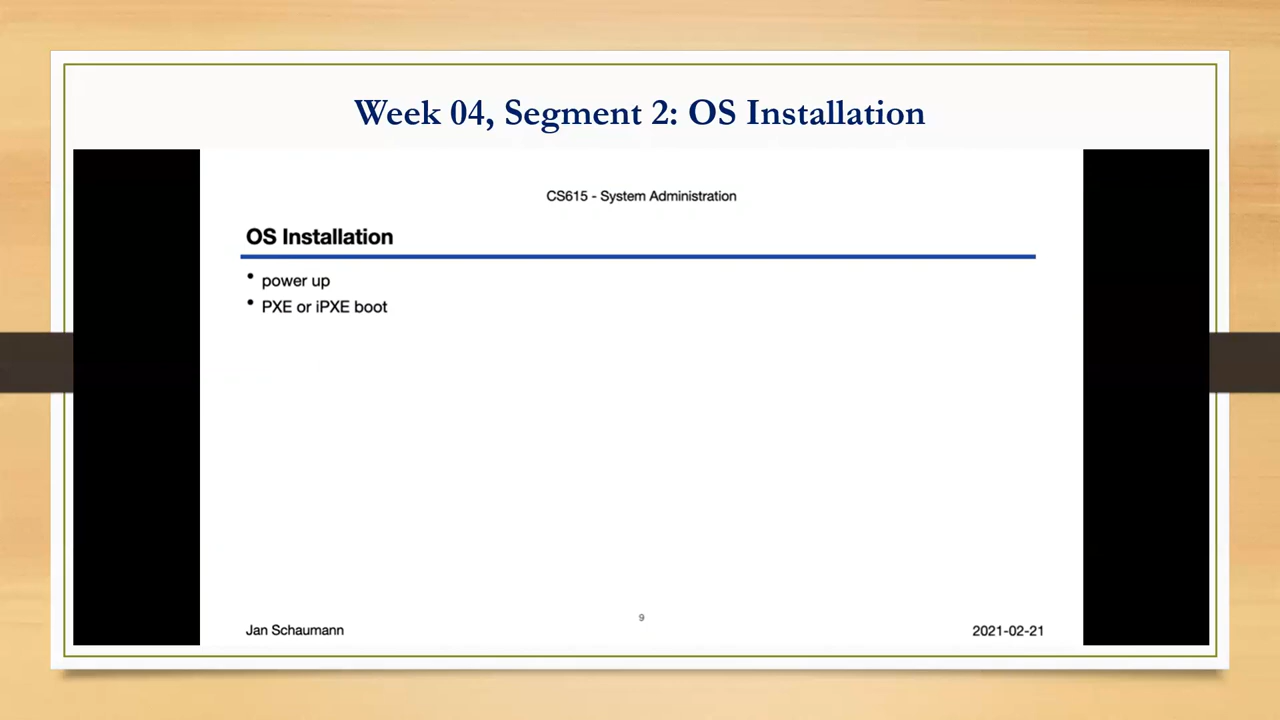 Week 04, Segment 2: OS Installation
CS615 - System Administration
OS Installation
• power up
• PXE or iPXE boot
9
Jan Schaumann
2021-02-21